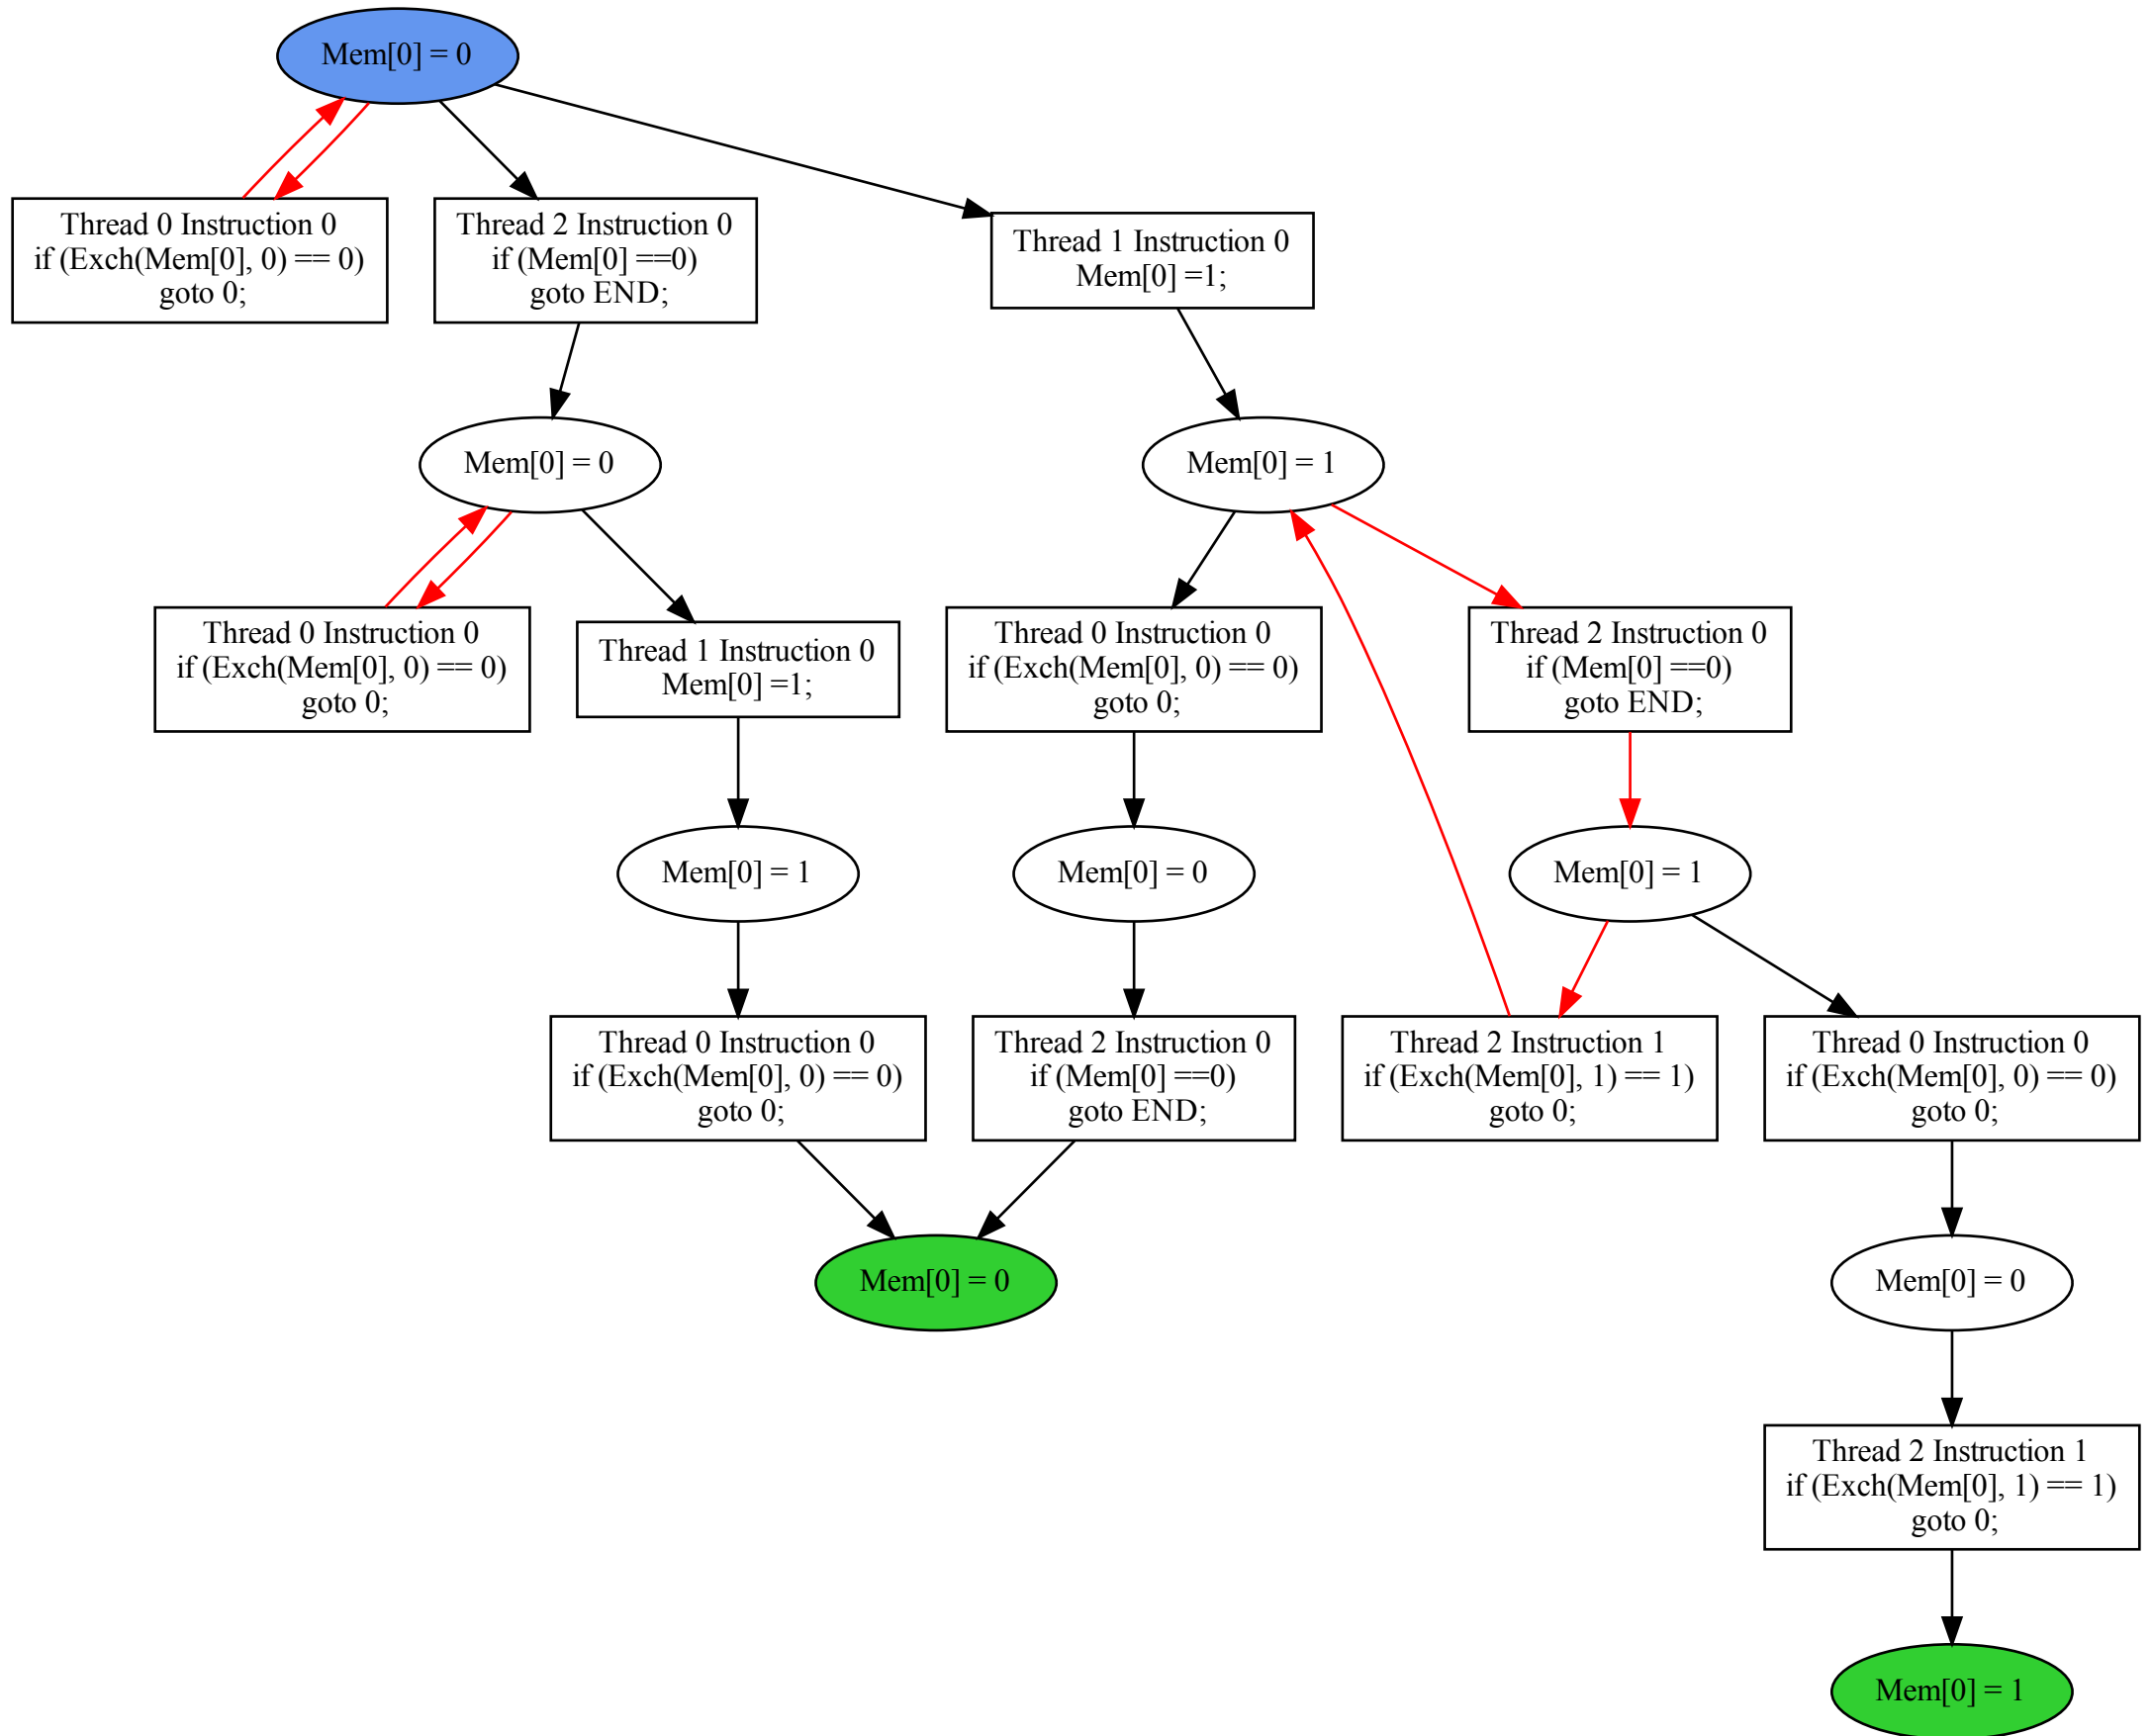 Mem[0] = 0
Thread 0 Instruction 0
if (Exch(Mem[0], 0) == 0)
goto 0;
Thread 2 Instruction 0
if (Mem[0] ==0)
goto END;
Thread 1 Instruction 0
Mem[0] =1;
Mem[0] = 0
Mem[0] = 1
Thread 0 Instruction 0
if (Exch(Mem[0], 0) == 0)
goto 0;
Thread 1 Instruction 0
Mem[0] =1;
Thread 0 Instruction 0
if (Exch(Mem[0], 0) == 0)
goto 0;
Thread 2 Instruction 0
if (Mem[0] ==0)
goto END;
Mem[0] = 1
Mem[0] = 0
Mem[0] = 1
Thread 0 Instruction 0
if (Exch(Mem[0], 0) == 0)
goto 0;
Thread 2 Instruction 0
if (Mem[0] ==0)
goto END;
Thread 2 Instruction 1
if (Exch(Mem[0], 1) == 1)
goto 0;
Thread 0 Instruction 0
if (Exch(Mem[0], 0) == 0)
goto 0;
Mem[0] = 0
Mem[0] = 0
Thread 2 Instruction 1
if (Exch(Mem[0], 1) == 1)
goto 0;
Mem[0] = 1